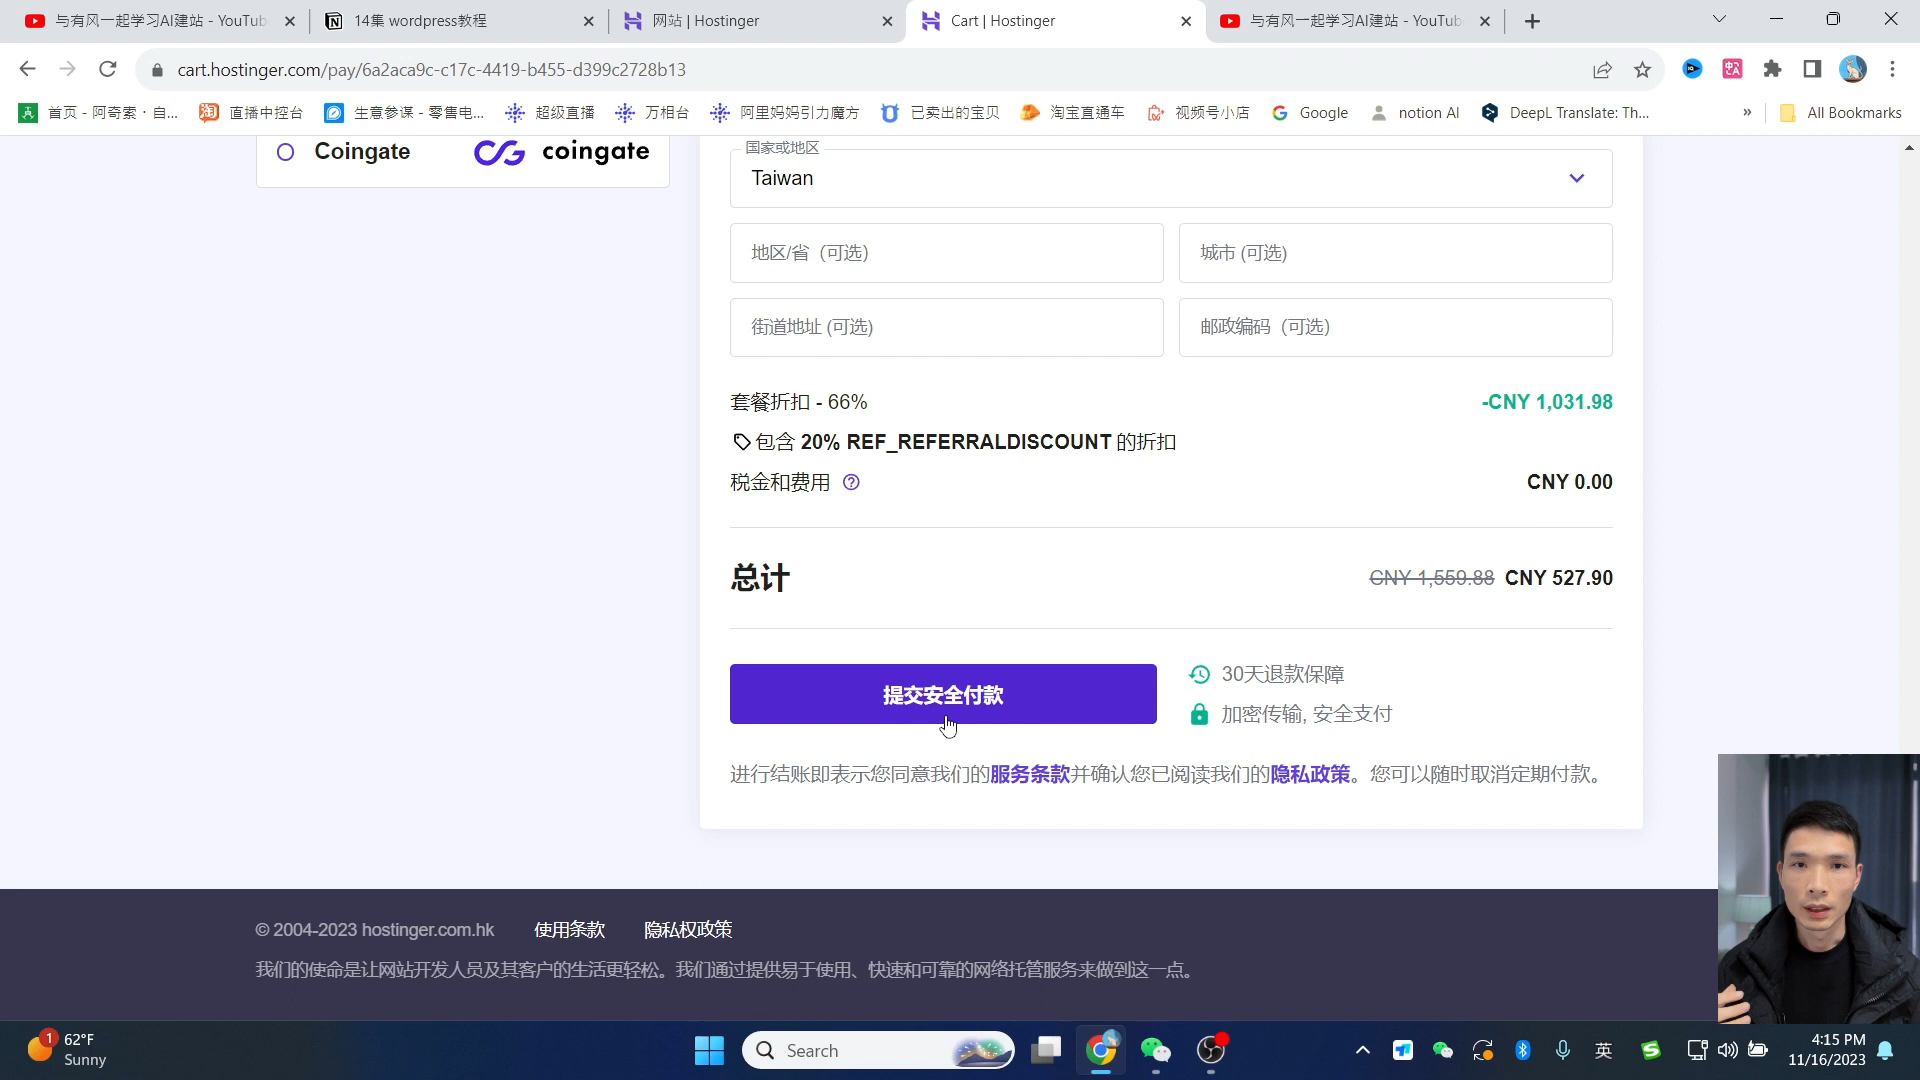 与有风一起学习AI建站 - YouTub
14集 wordpress教程
网站 | Hostinger
Cart | Hostinger
与有风一起学习AI建站 - YouTub
cart.hostinger.com/pay/6a2aca9c-c17c-4419-b455-d399c2728b13
首页 - 阿奇索 · 自...
直播中控台
生意参谋 - 零售电...
超级直播
万相台
阿里妈妈引力魔方
已卖出的宝贝
淘宝直通车
视频号小店
Google
notion AI
DeepL Translate: Th...
»
All Bookmarks
Coingate
coingate
国家或地区
Taiwan
地区/省（可选）
城市 (可选)
街道地址 (可选)
邮政编码（可选）
套餐折扣 - 66%
-CNY 1,031.98
包含 20% REF_REFERRALDISCOUNT 的折扣
税金和费用
CNY 0.00
总计
CNY 1,559.88 CNY 527.90
提交安全付款
30天退款保障
加密传输, 安全支付
进行结账即表示您同意我们的服务条款并确认您已阅读我们的隐私政策。您可以随时取消定期付款。
© 2004-2023 hostinger.com.hk
使用条款
隐私权政策
我们的使命是让网站开发人员及其客户的生活更轻松。我们通过提供易于使用、快速和可靠的网络托管服务来做到这一点。
1
62°F
Sunny
Search
英
4:15 PM
11/16/2023